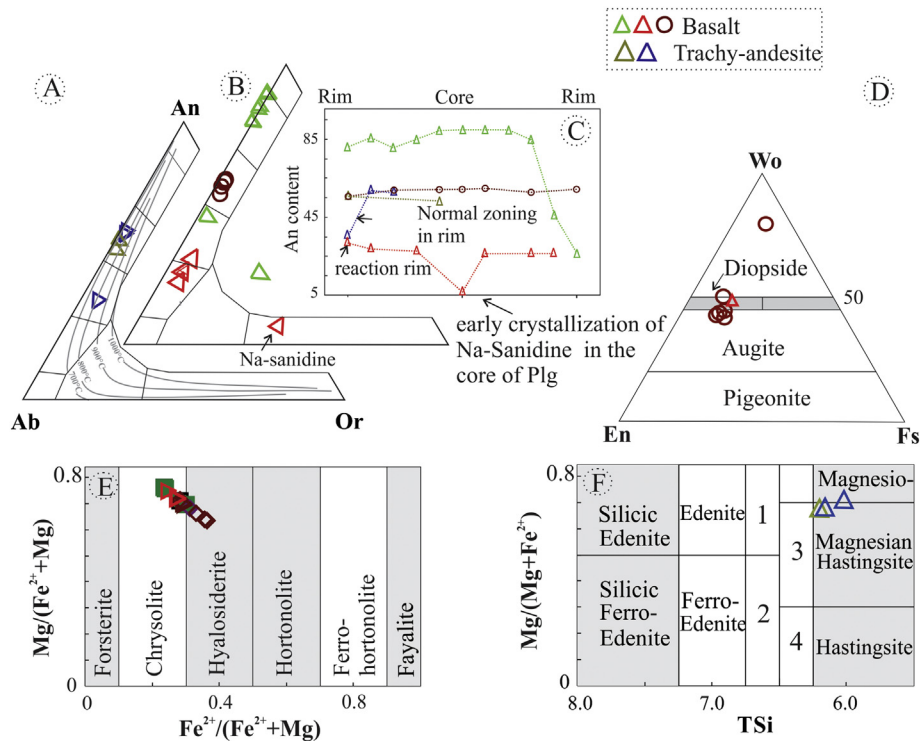 Basalt
Trachy-andesite
A
B
C
D
An
Ab
Or
1000°C
900°C
800°C
700°C
Na-sanidine
Rim
Core
Rim
An content
85
45
5
Normal zoning
in rim
reaction rim
early crystallization of
Na-Sanidine in the
core of Plg
Wo
Diopside
50
Augite
Pigeonite
En
Fs
E
Mg/(Fe²⁺+Mg)
0.8
0
Forsterite
Chrysolite
Hyalosiderite
Hortonolite
Ferro-
hortonolite
Fayalite
0
0.4
0.8
Fe²⁺/(Fe²⁺+Mg)
F
Mg/(Mg+Fe²⁺)
0.8
0
Silicic
Edenite
Edenite
1
Magnesio-
3
Magnesian
Hastingsite
Silicic
Ferro-
Edenite
Ferro-
Edenite
2
4
Hastingsite
8.0
7.0
6.0
TSi